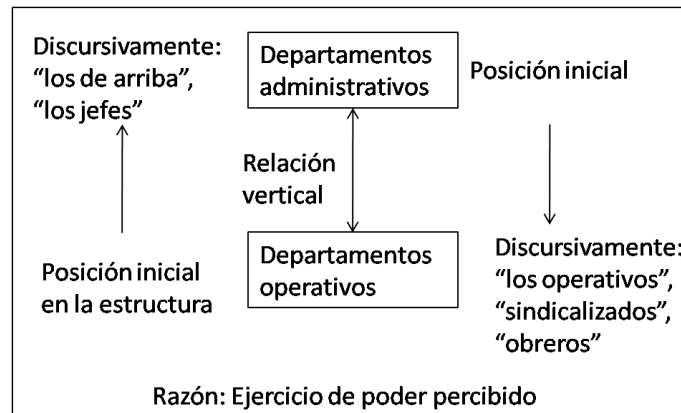 Discursivamente:
“los de arriba”,
“los jefes”
Departamentos
administrativos
Posición inicial
Relación
vertical
Posición inicial
en la estructura
Departamentos
operativos
Discursivamente:
“los operativos”,
“sindicalizados”,
“obreros”
Razón: Ejercicio de poder percibido